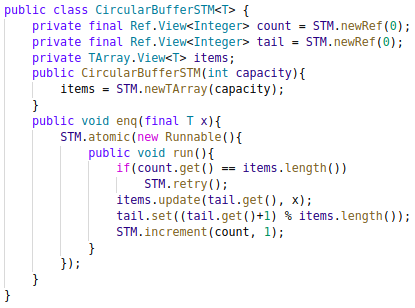 public class CircularBufferSTM<T> {
    private final Ref.View<Integer> count = STM.newRef(0);
    private final Ref.View<Integer> tail = STM.newRef(0);
    private TArray.View<T> items;
    public CircularBufferSTM(int capacity){
        items = STM.newTArray(capacity);
    }
    public void enq(final T x){
        STM.atomic(new Runnable(){
            public void run(){
                if(count.get() == items.length())
                    STM.retry();
                items.update(tail.get(), x);
                tail.set((tail.get()+1) % items.length());
                STM.increment(count, 1);
            }
        });
    }
}